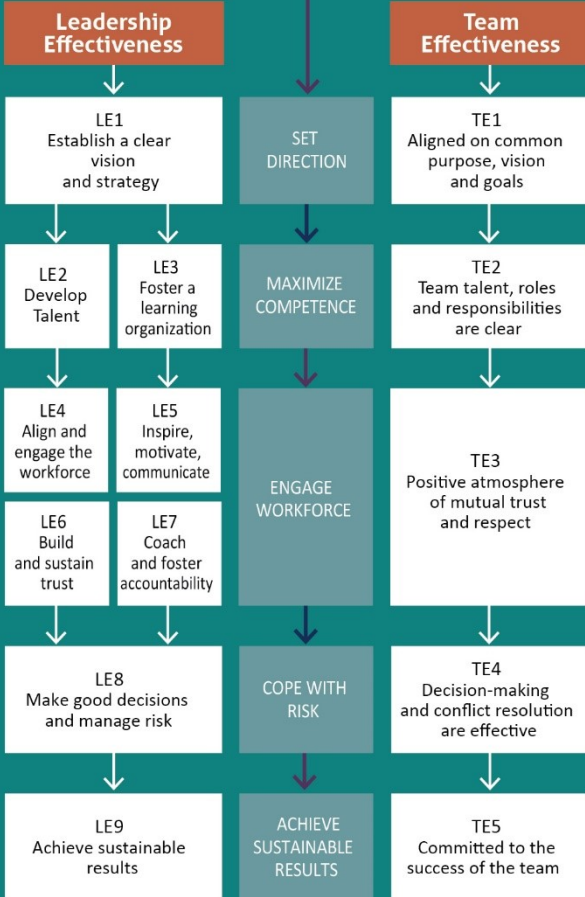 Leadership
Effectiveness
Team
Effectiveness
LE1
Establish a clear
vision
and strategy
SET
DIRECTION
TE1
Aligned on common
purpose, vision
and goals
LE2
Develop
Talent
LE3
Foster a
learning
organization
MAXIMIZE
COMPETENCE
TE2
Team talent, roles
and responsibilities
are clear
LE4
Align and
engage the
workforce
LE5
Inspire,
motivate,
communicate
LE6
Build
and sustain
trust
LE7
Coach
and foster
accountability
ENGAGE
WORKFORCE
TE3
Positive atmosphere
of mutual trust
and respect
LE8
Make good decisions
and manage risk
COPE WITH
RISK
TE4
Decision-making
and conflict resolution
are effective
LE9
Achieve sustainable
results
ACHIEVE
SUSTAINABLE
RESULTS
TE5
Committed to the
success of the team